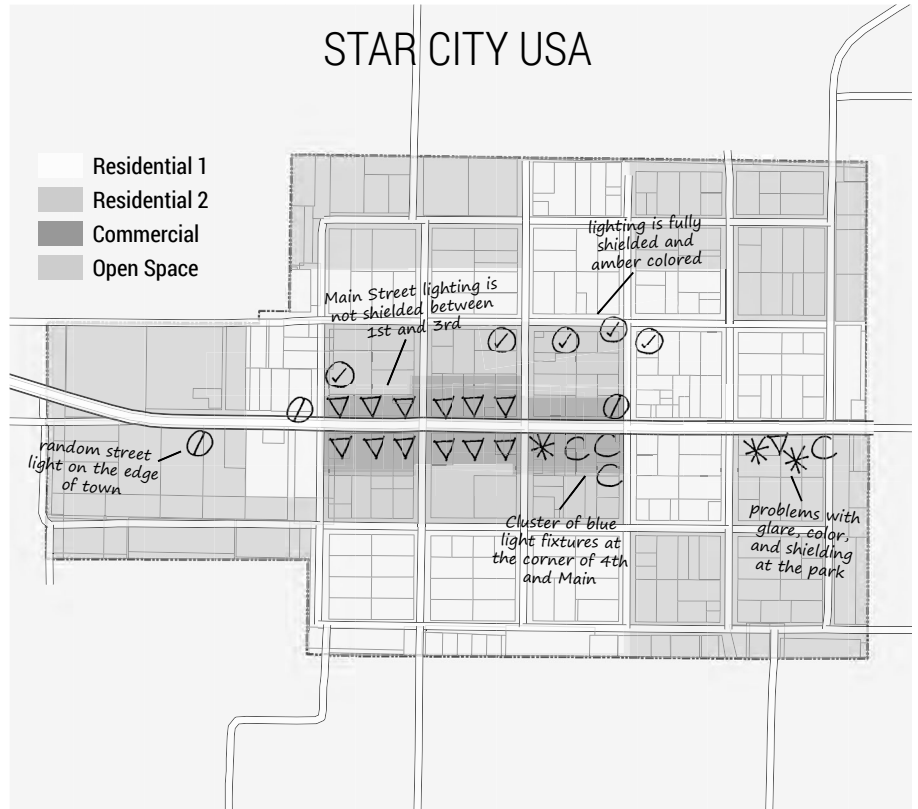 STAR CITY USA
Residential 1
Residential 2
Commercial
Open Space
lighting is fully
shielded and
amber colored
Main Street lighting is
not shielded between
1st and 3rd
random street
light on the edge
of town
Cluster of blue
light fixtures at
the corner of 4th
and Main
problems with
glare, color,
and shielding
at the park